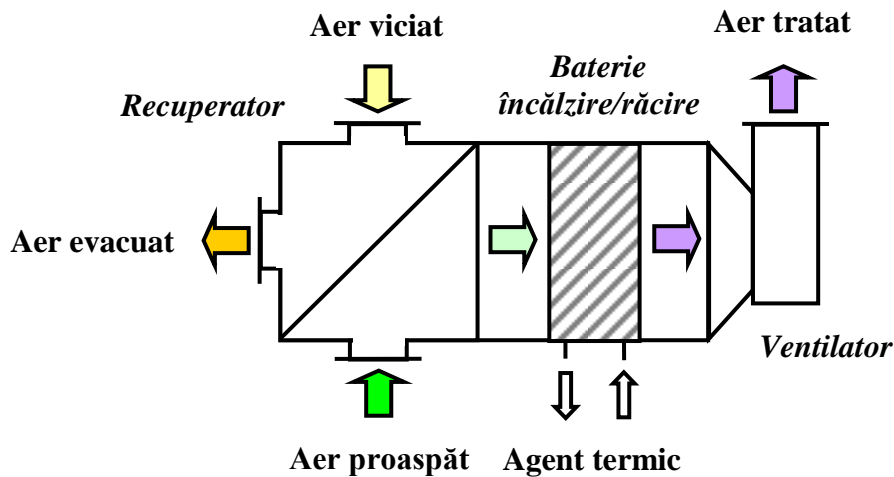 Aer viciat
Aer tratat
Recuperator
Baterie
încălzire/răcire
Aer evacuat
Ventilator
Aer proaspăt
Agent termic